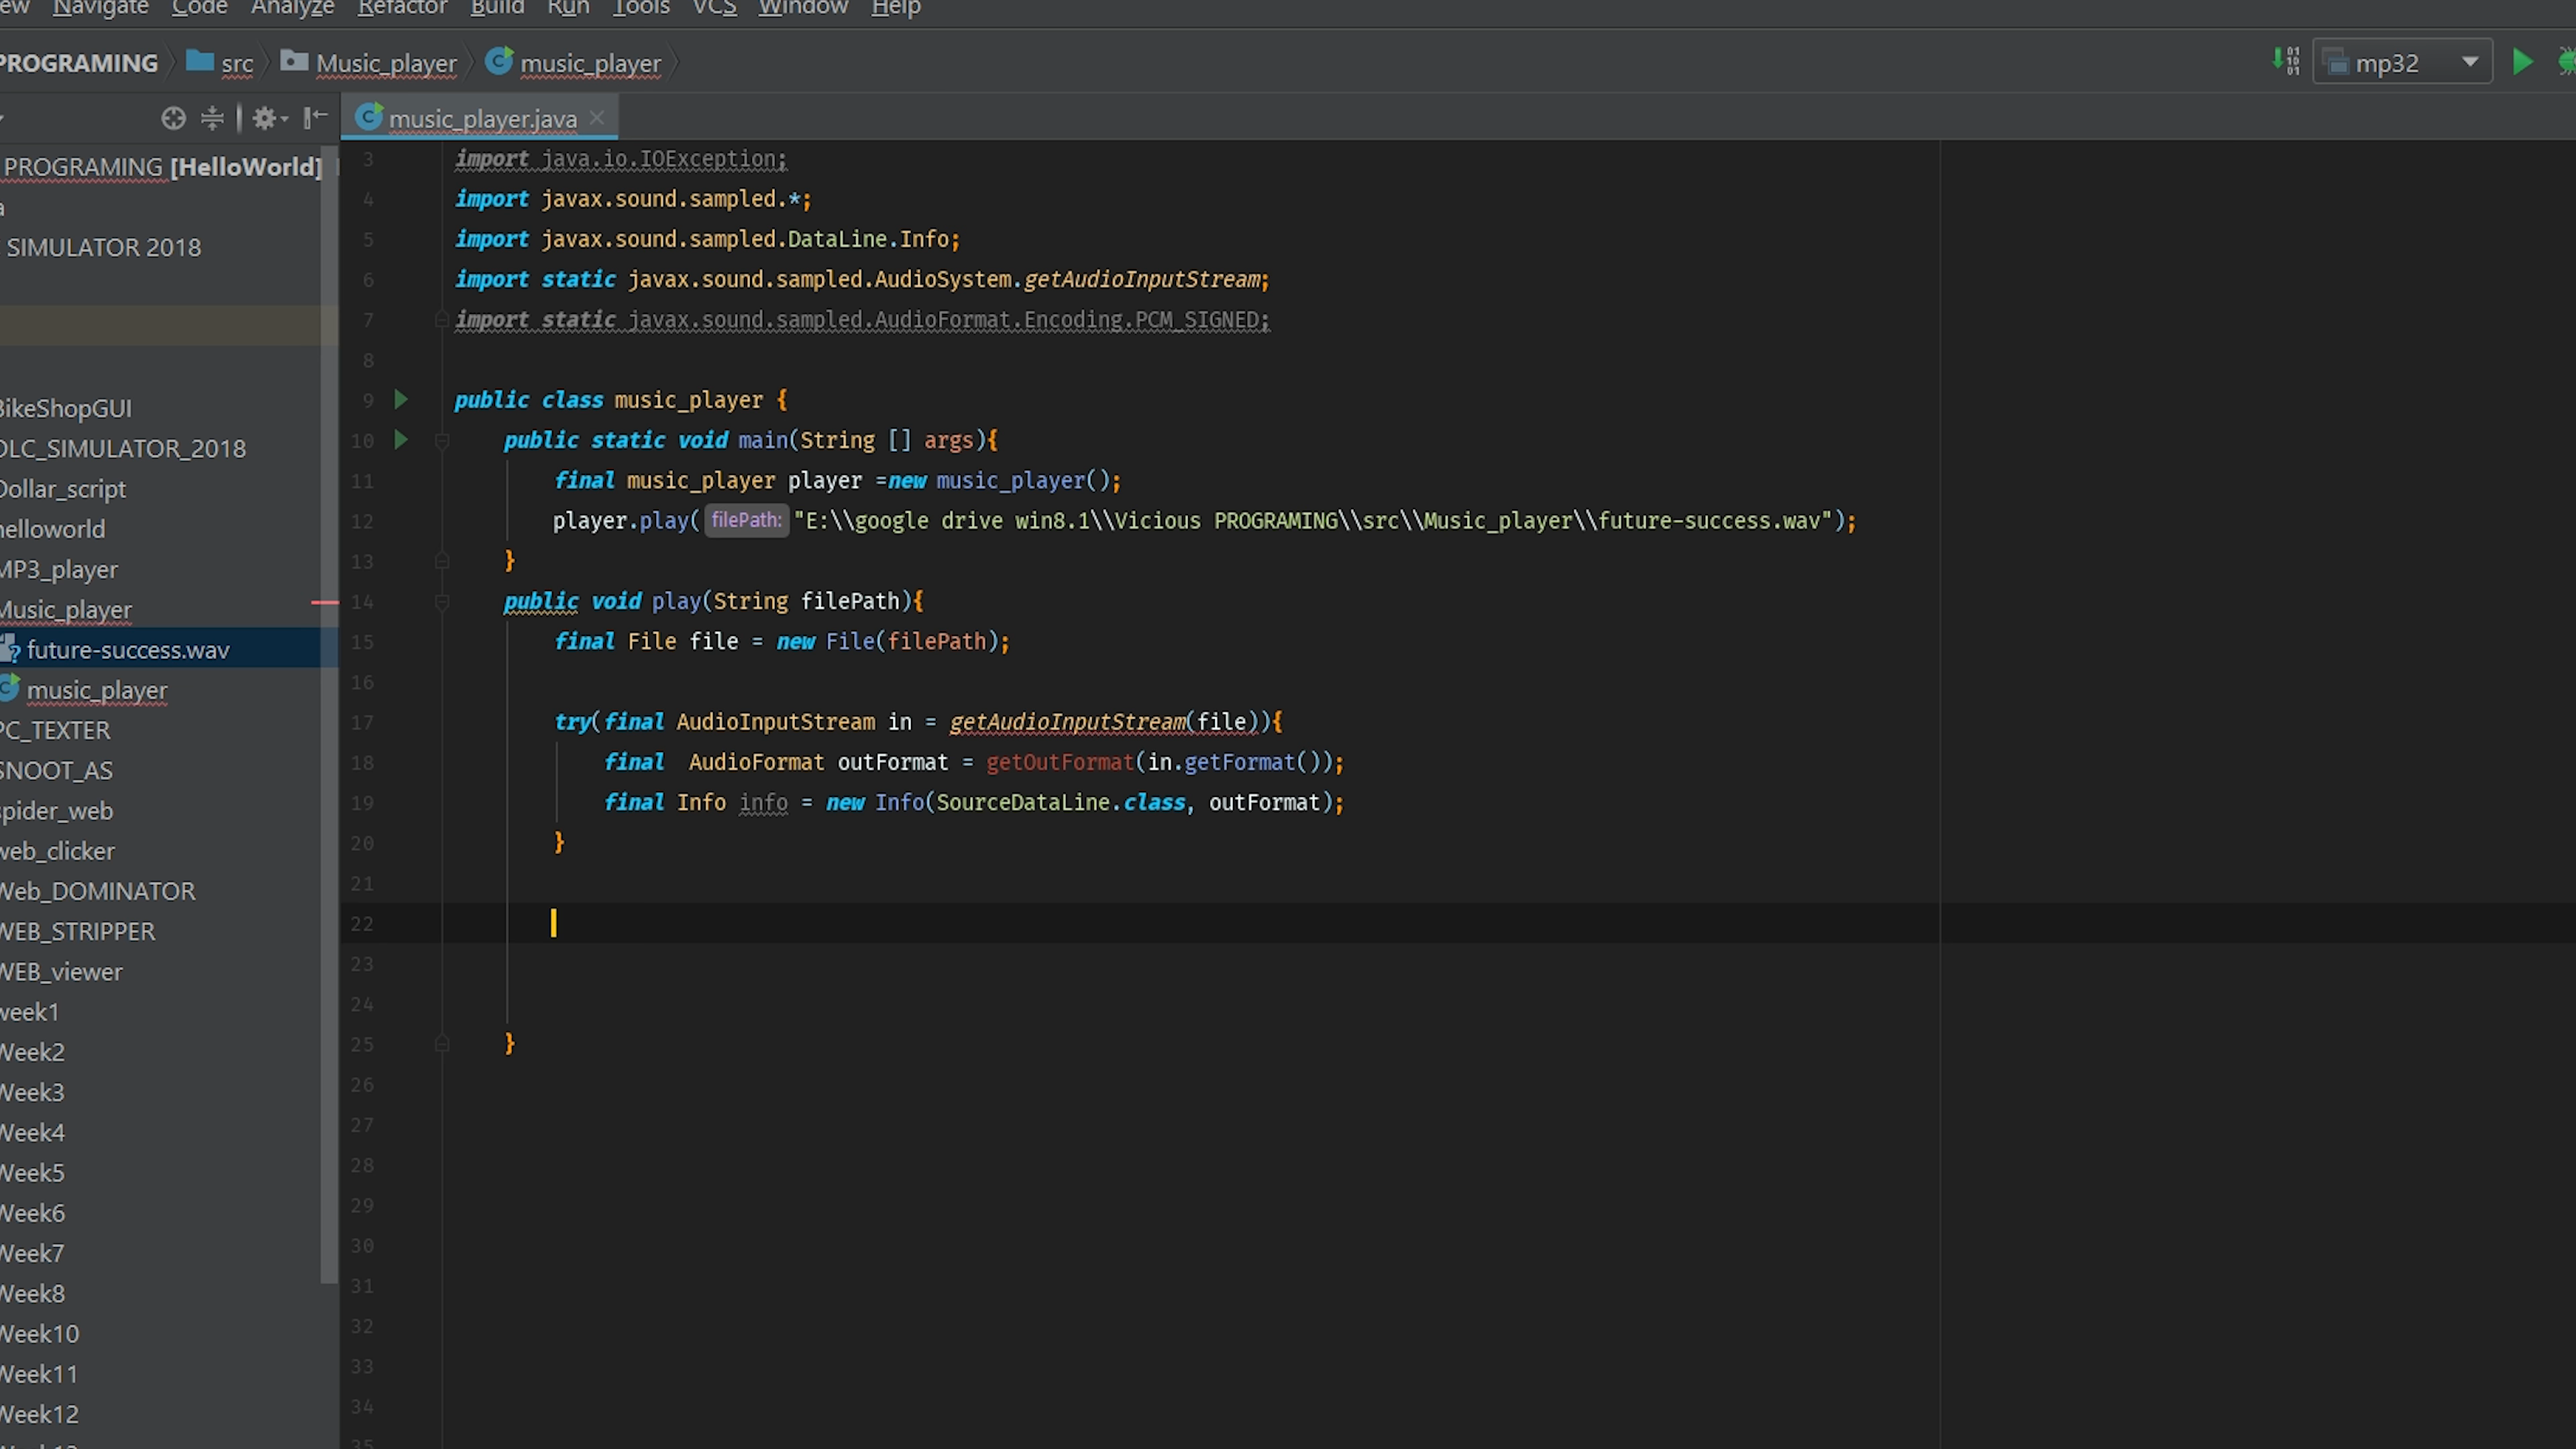 ew Navigate Code Analyze Refactor Build Run Tools VCS Window Help
PROGRAMING src Music_player music_player mp32
music_player.java
PROGRAMING [HelloWorld]
a
SIMULATOR 2018
BikeShopGUI
DLC_SIMULATOR_2018
Dollar_script
helloworld
MP3_player
Music_player
future-success.wav
music_player
PC_TEXTER
SNOOT_AS
spider_web
web_clicker
Web_DOMINATOR
WEB_STRIPPER
WEB_viewer
week1
Week2
Week3
Week4
Week5
Week6
Week7
Week8
Week10
Week11
Week12
3 import java.io.IOException;
4 import javax.sound.sampled.*;
5 import javax.sound.sampled.DataLine.Info;
6 import static javax.sound.sampled.AudioSystem.getAudioInputStream;
7 import static javax.sound.sampled.AudioFormat.Encoding.PCM_SIGNED;
8
9 public class music_player {
10 public static void main(String [] args){
11 final music_player player =new music_player();
12 player.play( filePath: "E:\\google drive win8.1\\Vicious PROGRAMING\\src\\Music_player\\future-success.wav");
13 }
14 public void play(String filePath){
15 final File file = new File(filePath);
16
17 try(final AudioInputStream in = getAudioInputStream(file)){
18 final AudioFormat outFormat = getOutFormat(in.getFormat());
19 final Info info = new Info(SourceDataLine.class, outFormat);
20 }
21
22
23
24
25 }
26
27
28
29
30
31
32
33
34
35